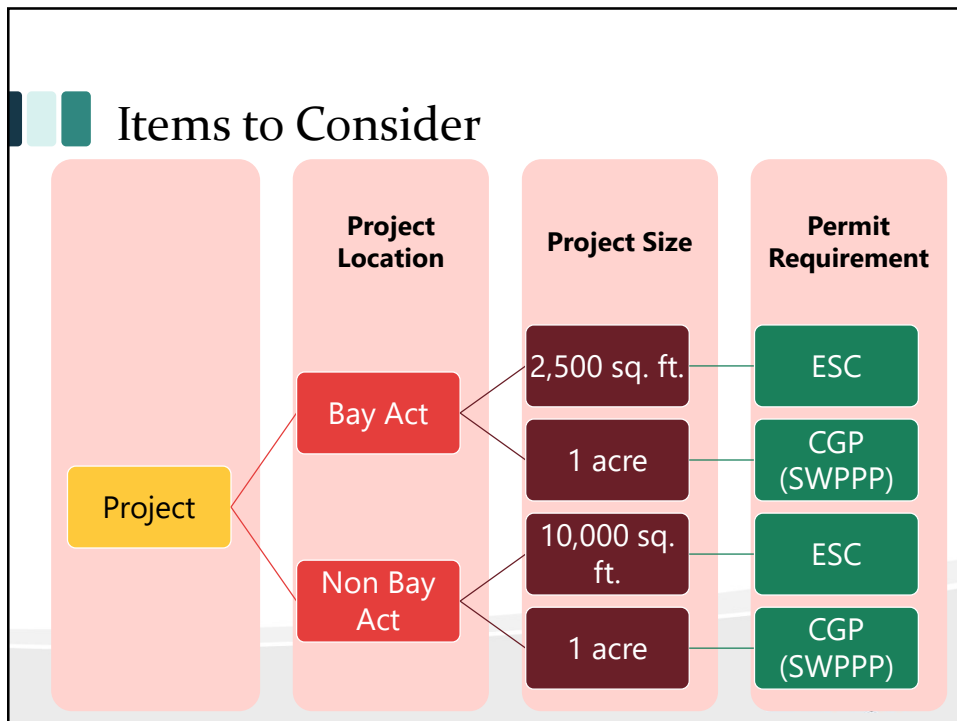 Items to Consider
Project
Location
Project Size
Permit
Requirement
Project
Bay Act
2,500 sq. ft.
ESC
1 acre
CGP
(SWPPP)
Non Bay
Act
10,000 sq.
ft.
ESC
1 acre
CGP
(SWPPP)